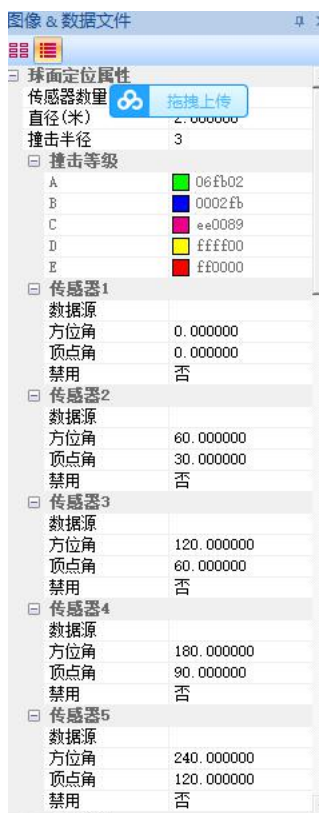 图像 & 数据文件
球面定位属性
传感器数量
拖拽上传
直径(米) 2.000000
撞击半径 3
撞击等级
A 06fb02
B 0002fb
C ee0089
D ffff00
E ff0000
传感器1
数据源
方位角 0.000000
顶点角 0.000000
禁用 否
传感器2
数据源
方位角 60.000000
顶点角 30.000000
禁用 否
传感器3
数据源
方位角 120.000000
顶点角 60.000000
禁用 否
传感器4
数据源
方位角 180.000000
顶点角 90.000000
禁用 否
传感器5
数据源
方位角 240.000000
顶点角 120.000000
禁用 否